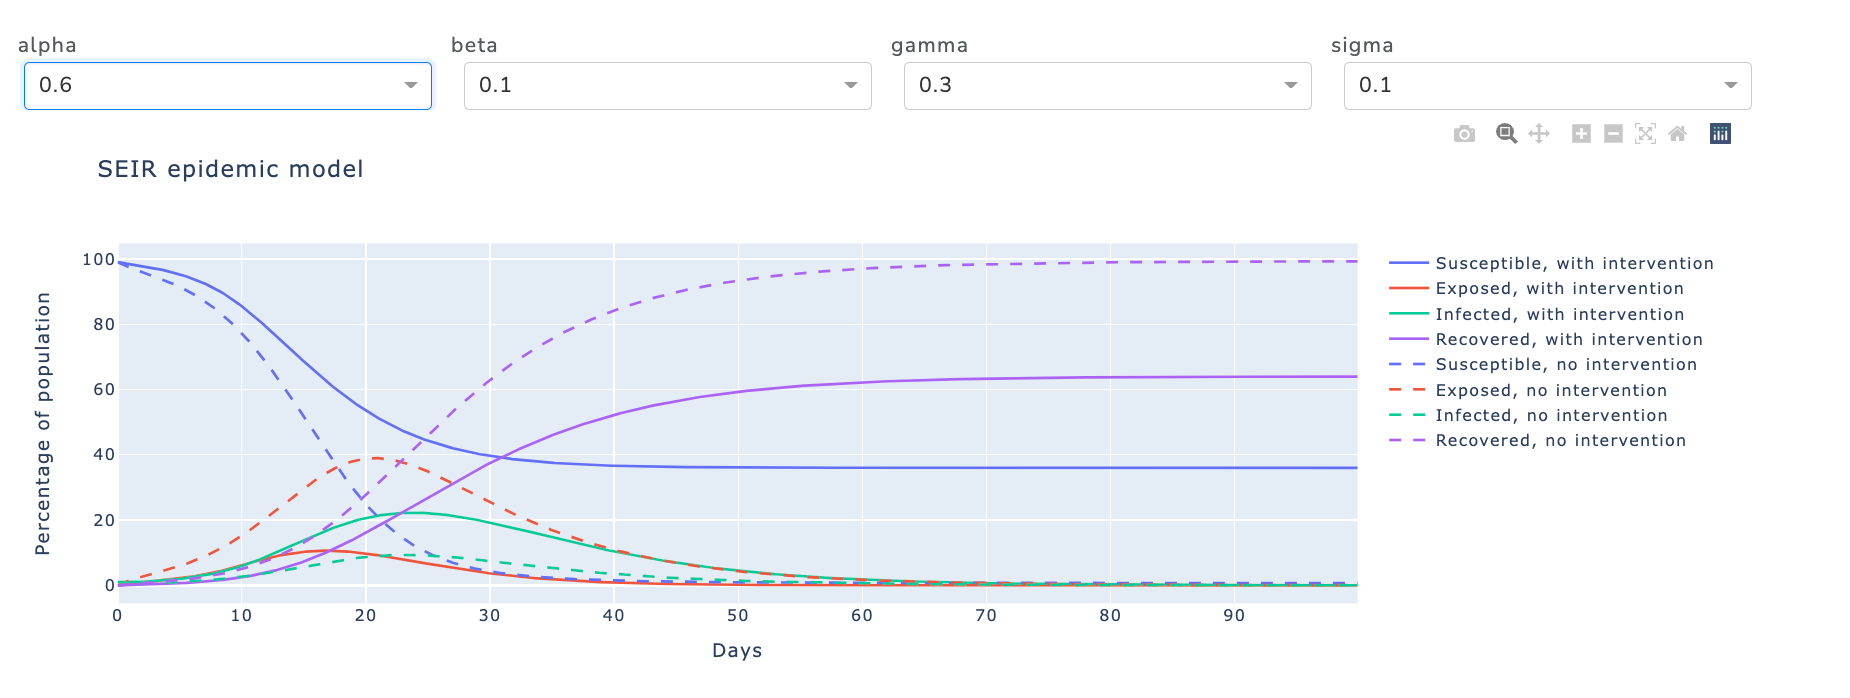 alpha beta gamma sigma
0.6 0.1 0.3 0.1
SEIR epidemic model
100
80
60
40
20
0
Percentage of population
0 10 20 30 40 50 60 70 80 90
Days
Susceptible, with intervention
Exposed, with intervention
Infected, with intervention
Recovered, with intervention
Susceptible, no intervention
Exposed, no intervention
Infected, no intervention
Recovered, no intervention